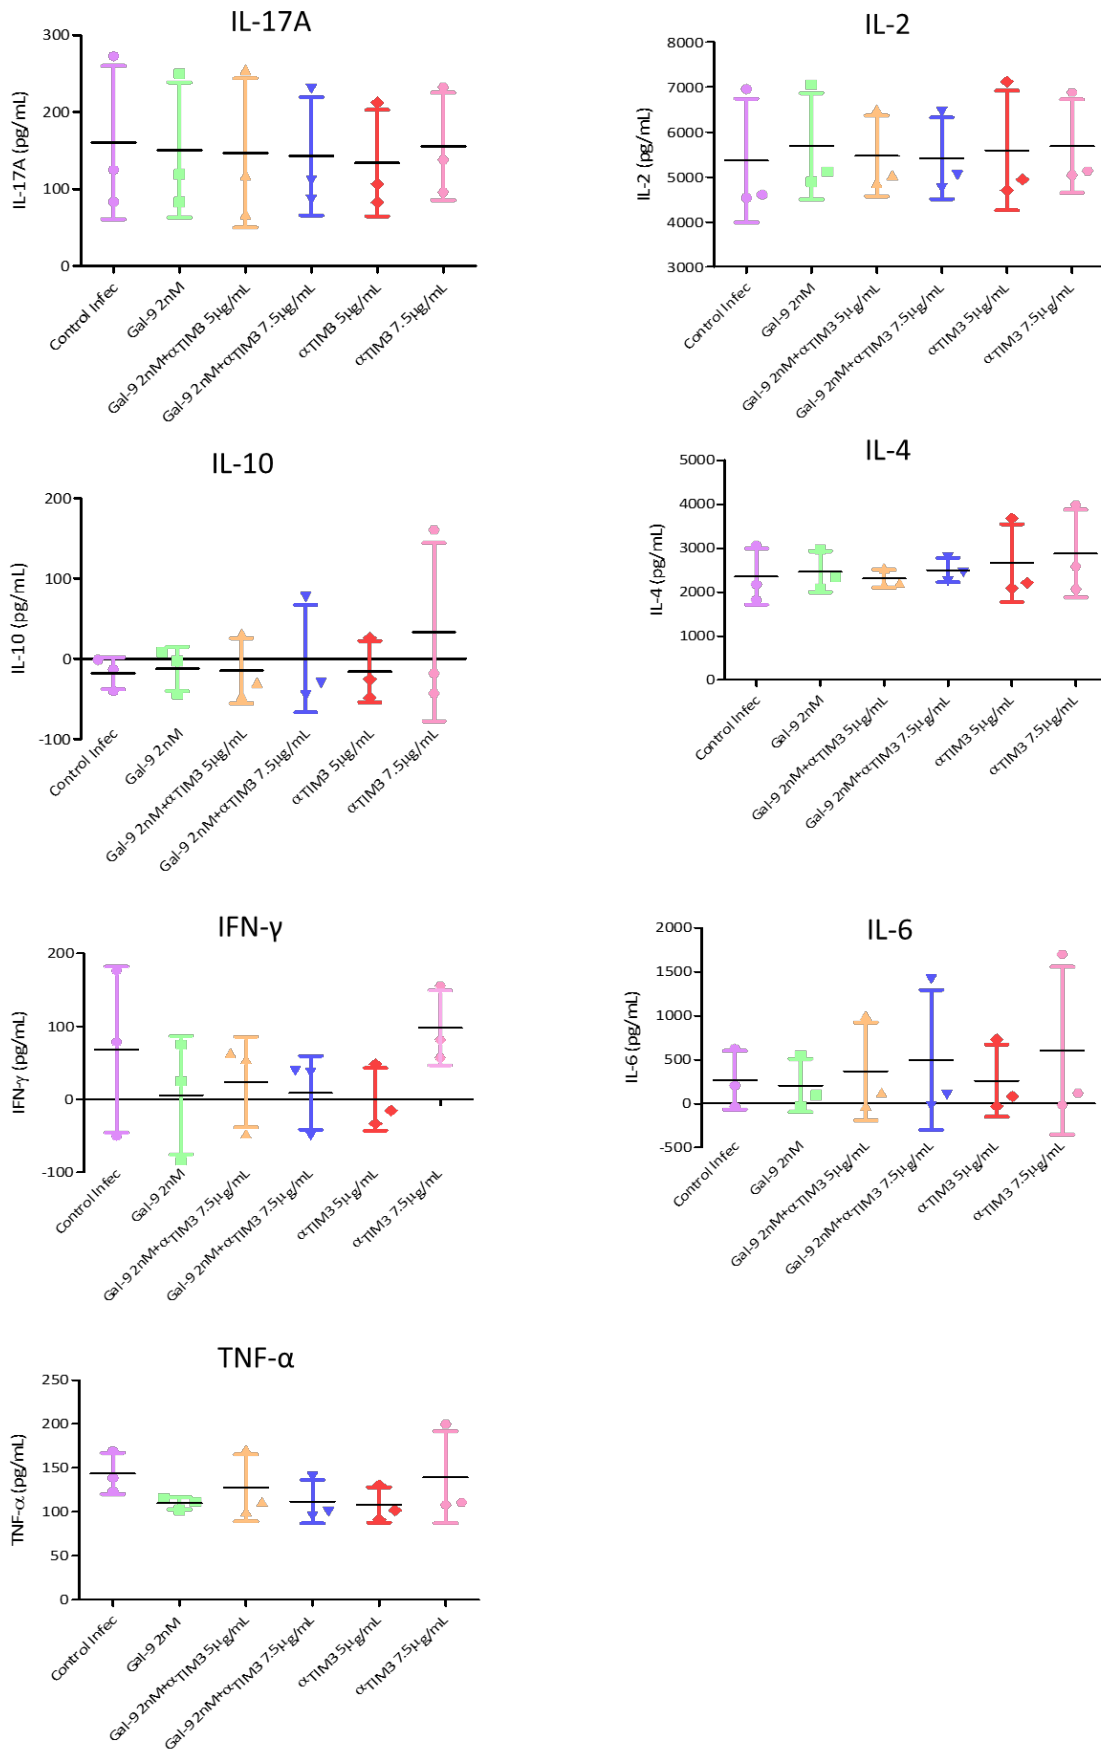 IL-17A
IL-17A (pg/mL)
300
200
100
0
Control Infec
Gal-9 2nM
Gal-9 2nM+αTIM3 5µg/mL
Gal-9 2nM+αTIM3 7.5µg/mL
αTIM3 5µg/mL
αTIM3 7.5µg/mL
IL-2
IL-2 (pg/mL)
8000
7000
6000
5000
4000
3000
Control Infec
Gal-9 2nM
Gal-9 2nM+αTIM3 5µg/mL
Gal-9 2nM+αTIM3 7.5µg/mL
αTIM3 5µg/mL
αTIM3 7.5µg/mL
IL-10
IL-10 (pg/mL)
200
100
0
-100
Control Infec
Gal-9 2nM
Gal-9 2nM+αTIM3 5µg/mL
Gal-9 2nM+αTIM3 7.5µg/mL
αTIM3 5µg/mL
αTIM3 7.5µg/mL
IL-4
IL-4 (pg/mL)
5000
4000
3000
2000
1000
0
Control Infec
Gal-9 2nM
Gal-9 2nM+αTIM3 5µg/mL
Gal-9 2nM+αTIM3 7.5µg/mL
αTIM3 5µg/mL
αTIM3 7.5µg/mL
IFN-γ
IFN-γ (pg/mL)
200
100
0
-100
Control Infec
Gal-9 2nM
Gal-9 2nM+αTIM3 7.5µg/mL
Gal-9 2nM+αTIM3 7.5µg/mL
αTIM3 5µg/mL
αTIM3 7.5µg/mL
IL-6
IL-6 (pg/mL)
2000
1500
1000
500
0
-500
Control Infec
Gal-9 2nM
Gal-9 2nM+αTIM3 5µg/mL
Gal-9 2nM+αTIM3 7.5µg/mL
αTIM3 5µg/mL
αTIM3 7.5µg/mL
TNF-α
TNF-α (pg/mL)
250
200
150
100
50
0
Control Infec
Gal-9 2nM
Gal-9 2nM+αTIM3 5µg/mL
Gal-9 2nM+αTIM3 7.5µg/mL
αTIM3 5µg/mL
αTIM3 7.5µg/mL